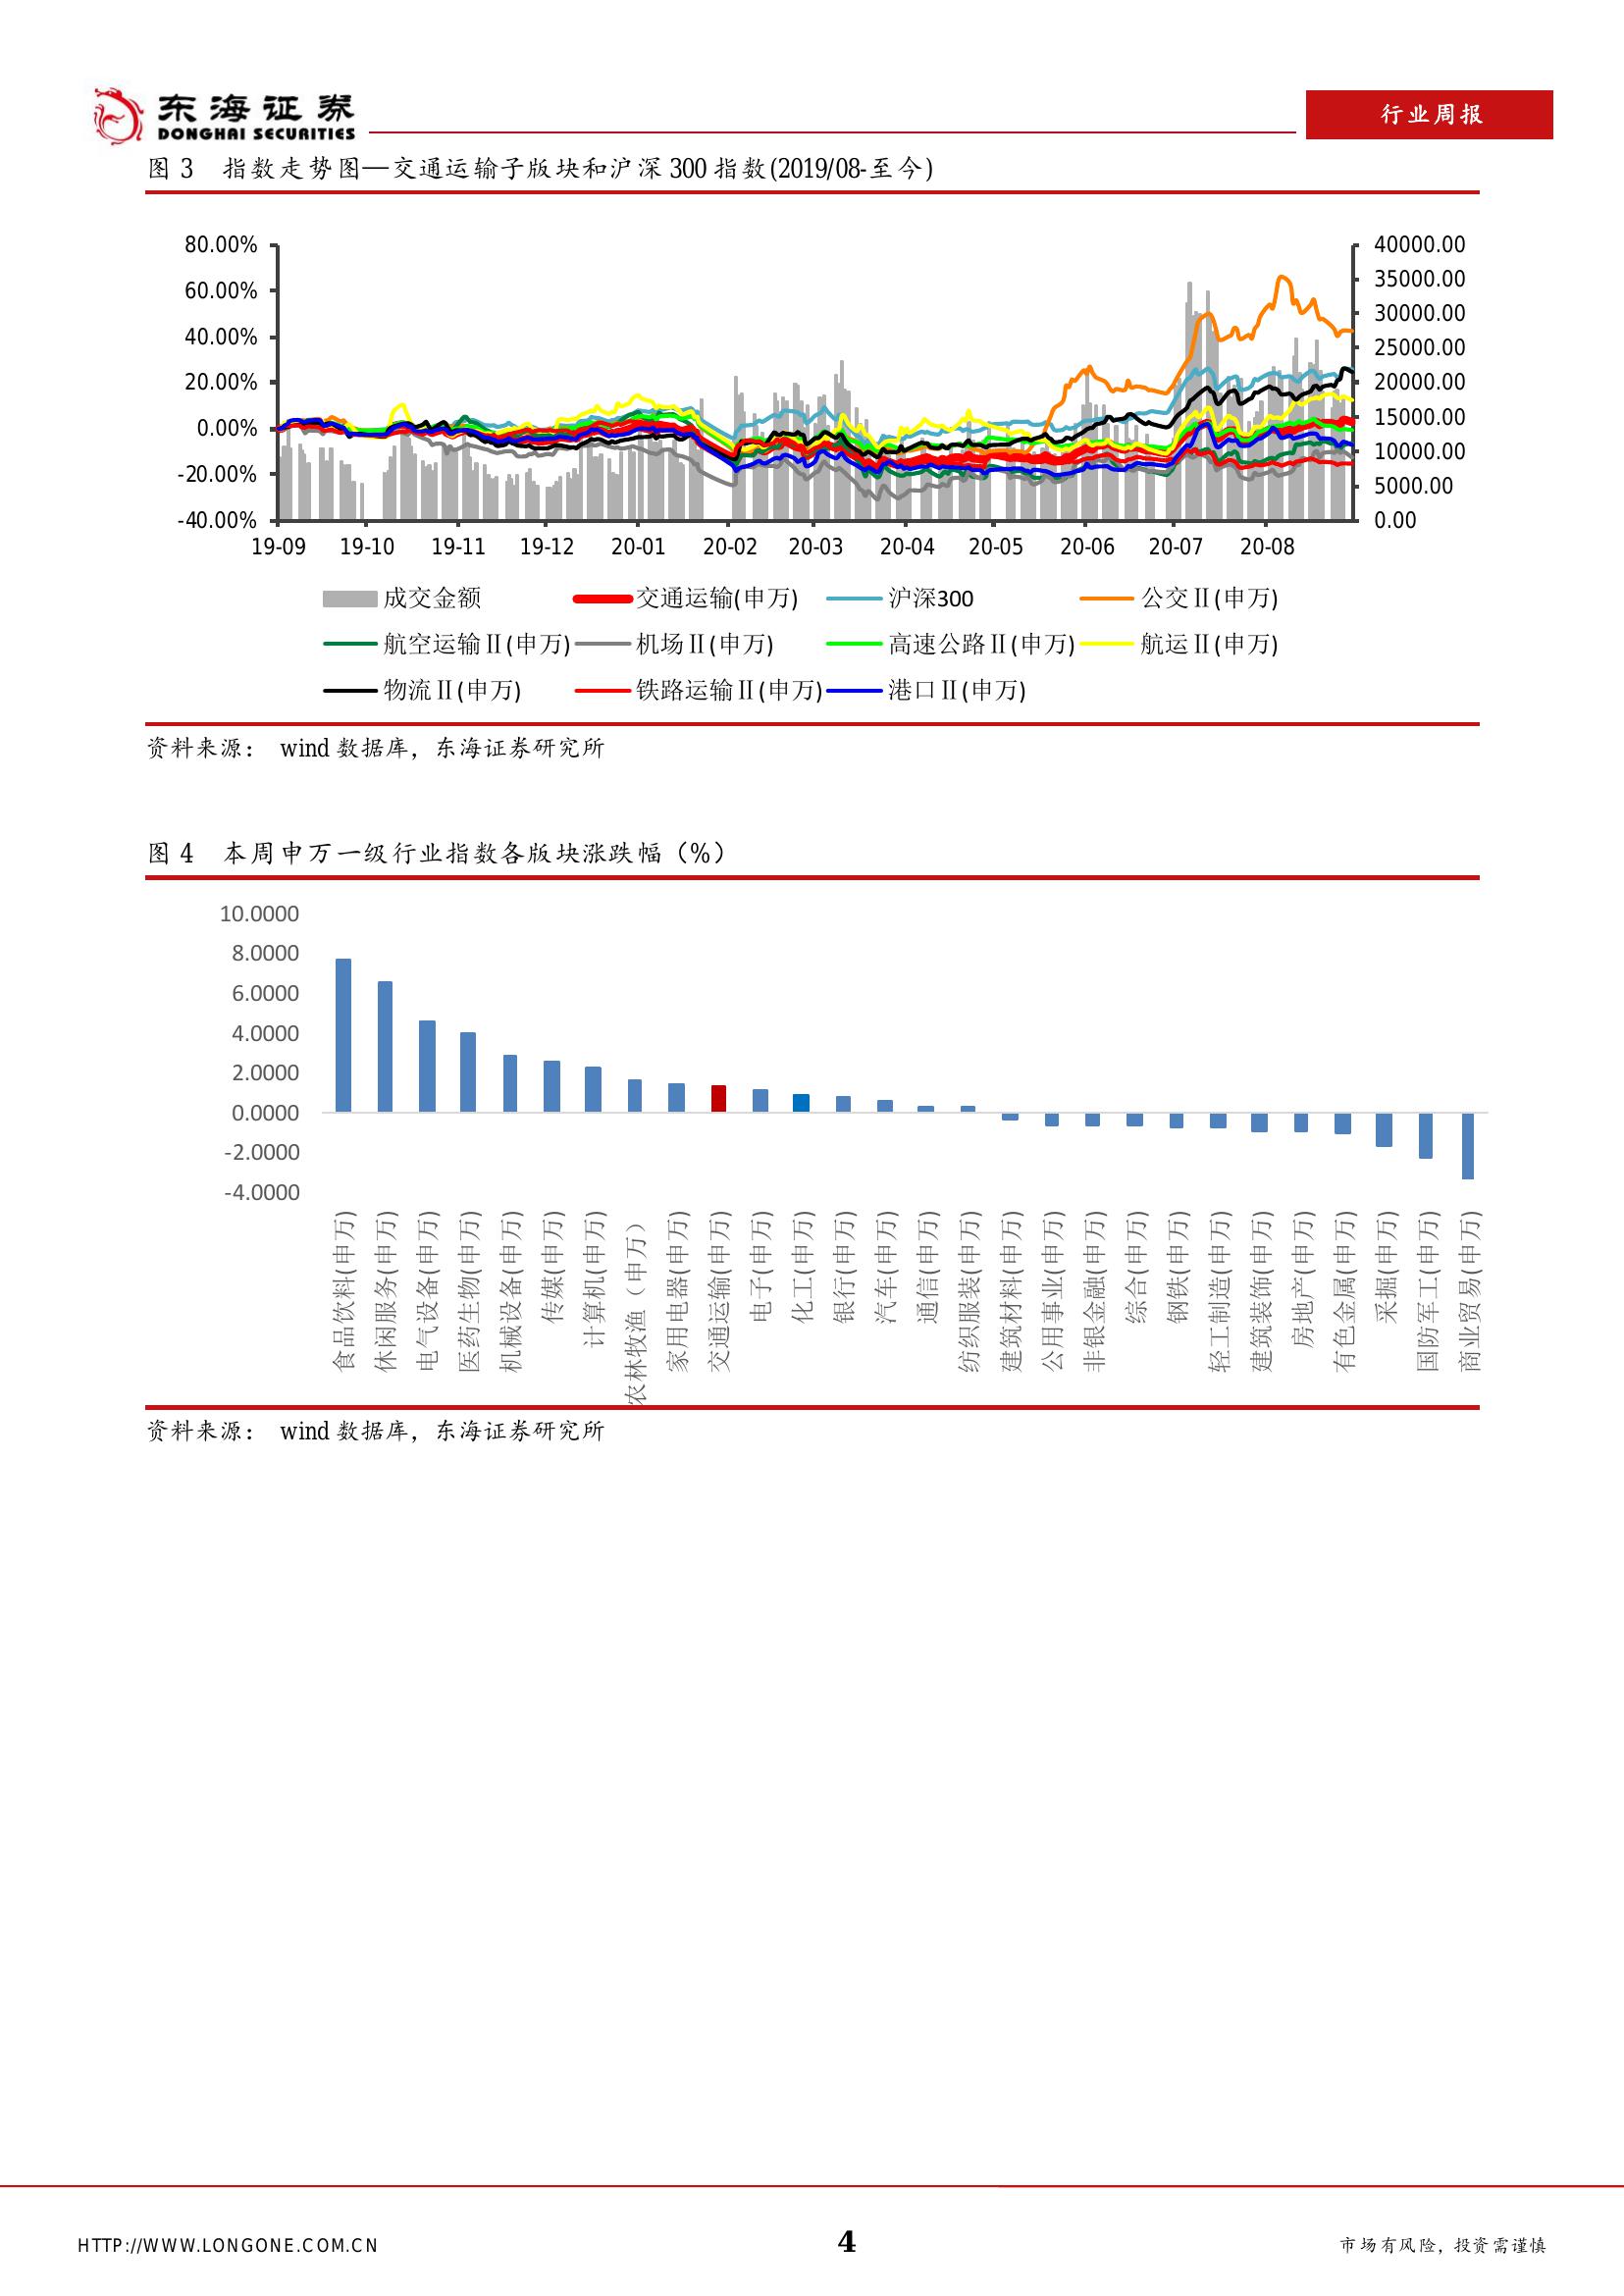 东海证券
DONGHAI SECURITIES
行业周报
图 3 指数走势图—交通运输子版块和沪深 300 指数(2019/08-至今)
80.00%
60.00%
40.00%
20.00%
0.00%
-20.00%
-40.00%
40000.00
35000.00
30000.00
25000.00
20000.00
15000.00
10000.00
5000.00
0.00
19-09 19-10 19-11 19-12 20-01 20-02 20-03 20-04 20-05 20-06 20-07 20-08
成交金额 交通运输(申万) 沪深300 公交Ⅱ(申万)
航空运输Ⅱ(申万) 机场Ⅱ(申万) 高速公路Ⅱ(申万) 航运Ⅱ(申万)
物流Ⅱ(申万) 铁路运输Ⅱ(申万) 港口Ⅱ(申万)
资料来源： wind 数据库，东海证券研究所
图 4 本周申万一级行业指数各版块涨跌幅（%）
10.0000
8.0000
6.0000
4.0000
2.0000
0.0000
-2.0000
-4.0000
食品饮料(申万)
休闲服务(申万)
电气设备(申万)
医药生物(申万)
机械设备(申万)
传媒(申万)
计算机(申万)
农林牧渔（申万）
家用电器(申万)
交通运输(申万)
电子(申万)
化工(申万)
银行(申万)
汽车(申万)
通信(申万)
纺织服装(申万)
建筑材料(申万)
公用事业(申万)
非银金融(申万)
综合(申万)
钢铁(申万)
轻工制造(申万)
建筑装饰(申万)
房地产(申万)
有色金属(申万)
采掘(申万)
国防军工(申万)
商业贸易(申万)
资料来源： wind 数据库，东海证券研究所
HTTP://WWW.LONGONE.COM.CN
4
市场有风险，投资需谨慎